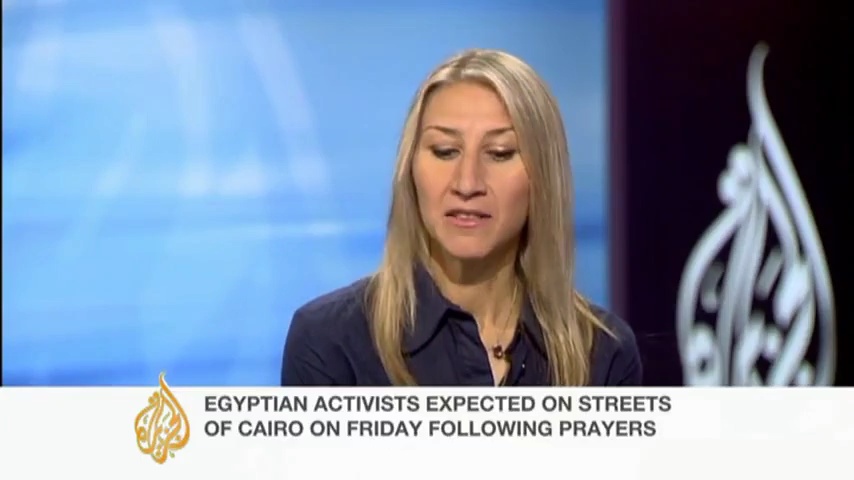 EGYPTIAN ACTIVISTS EXPECTED ON STREETS
OF CAIRO ON FRIDAY FOLLOWING PRAYERS